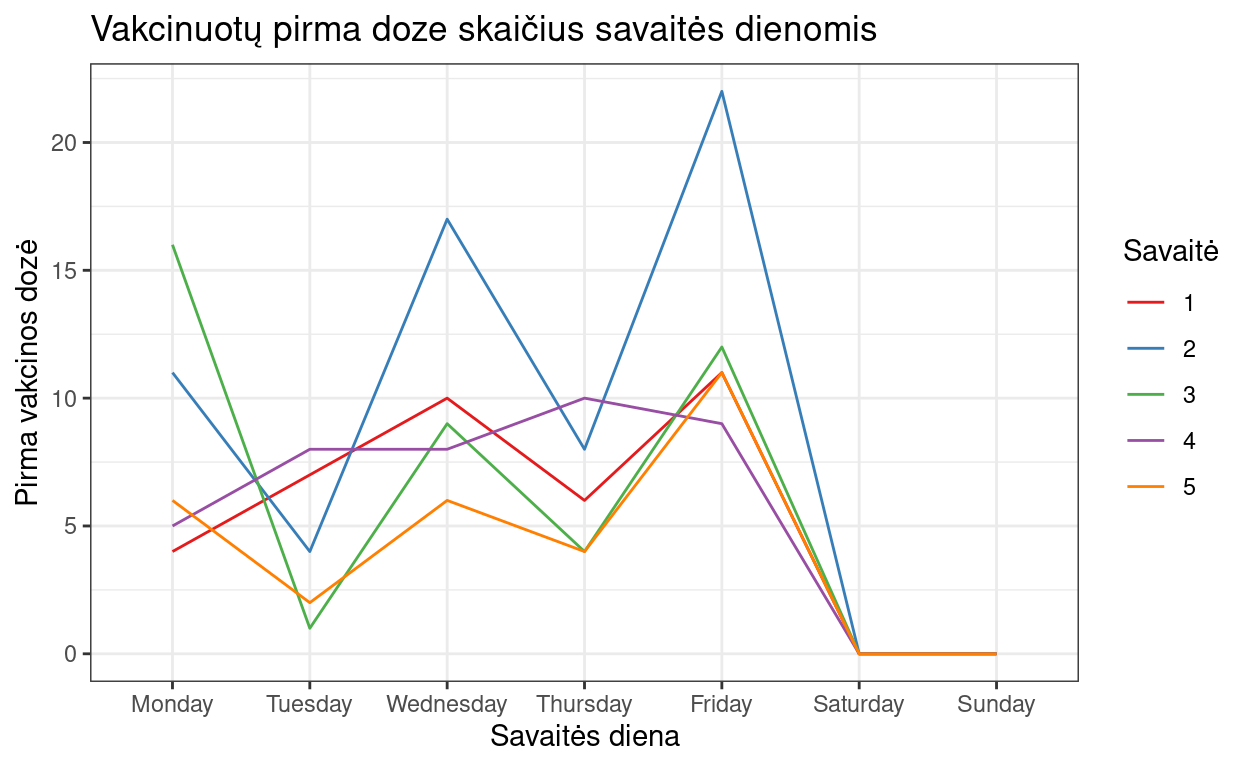 Vakcinuotų pirma doze skaičius savaitės dienomis
Pirma vakcinos dozė
20
15
10
5
0
Monday Tuesday Wednesday Thursday Friday Saturday Sunday
Savaitės diena
Savaitė
1
2
3
4
5